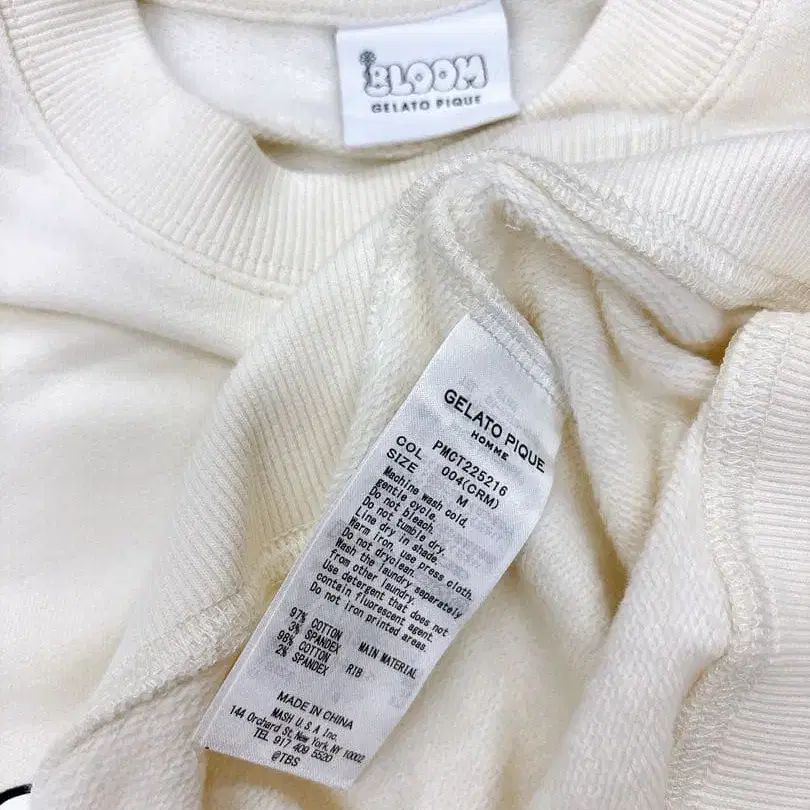 BLOOM
GELATO PIQUE
GELATO PIQUE
HOMME
PMCT225216
COL 004(CRM)
SIZE M
Machine wash cold,
gentle cycle.
Do not bleach.
Do not tumble dry.
Line dry in shade.
Warm iron, use press cloth.
Do not dryclean.
Wash the laundry separately
from other laundry.
Use detergent that does not
contain fluorescent agent.
Do not iron printed areas.
97% COTTON MAIN MATERIAL
3% SPANDEX
98% COTTON RIB
2% SPANDEX
MADE IN CHINA
MASH U.S.A Inc.
144 Orchard St, New York, NY 10002
TEL 917 409 5520
@TBS